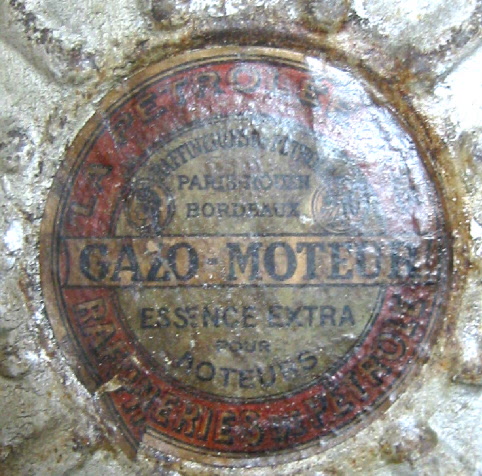 LA PETROLE
PARIS
BORDEAUX
GAZO-MOTEUR
ESSENCE EXTRA
POUR
MOTEURS
RAFFINERIES DE PETROLE